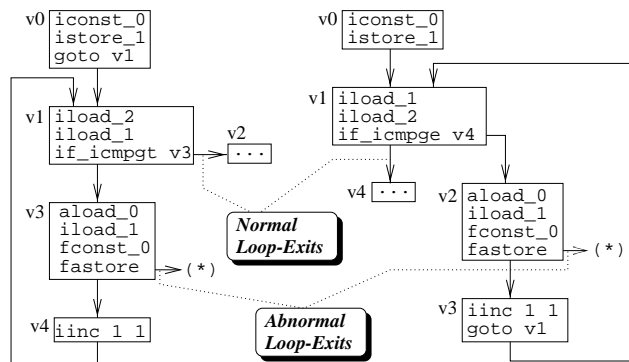 v0
iconst_0
istore_1
goto v1
v1
iload_2
iload_1
if_icmpgt v3
v2
...
v3
aload_0
iload_1
fconst_0
fastore
(*)
v4
iinc 1 1
Normal
Loop-Exits
Abnormal
Loop-Exits
v0
iconst_0
istore_1
v1
iload_1
iload_2
if_icmpge v4
v4
...
v2
aload_0
iload_1
fconst_0
fastore
(*)
v3
iinc 1 1
goto v1